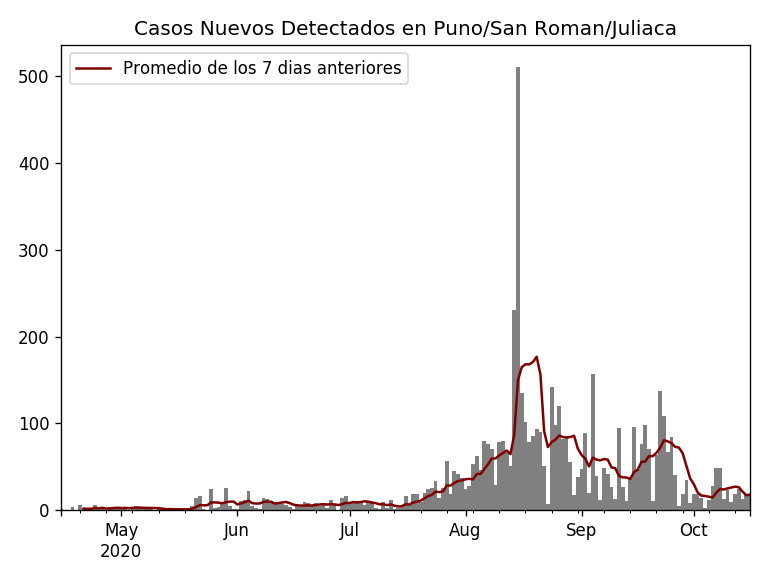 Casos Nuevos Detectados en Puno/San Roman/Juliaca
Promedio de los 7 dias anteriores
500
400
300
200
100
0
May Jun Jul Aug Sep Oct
2020